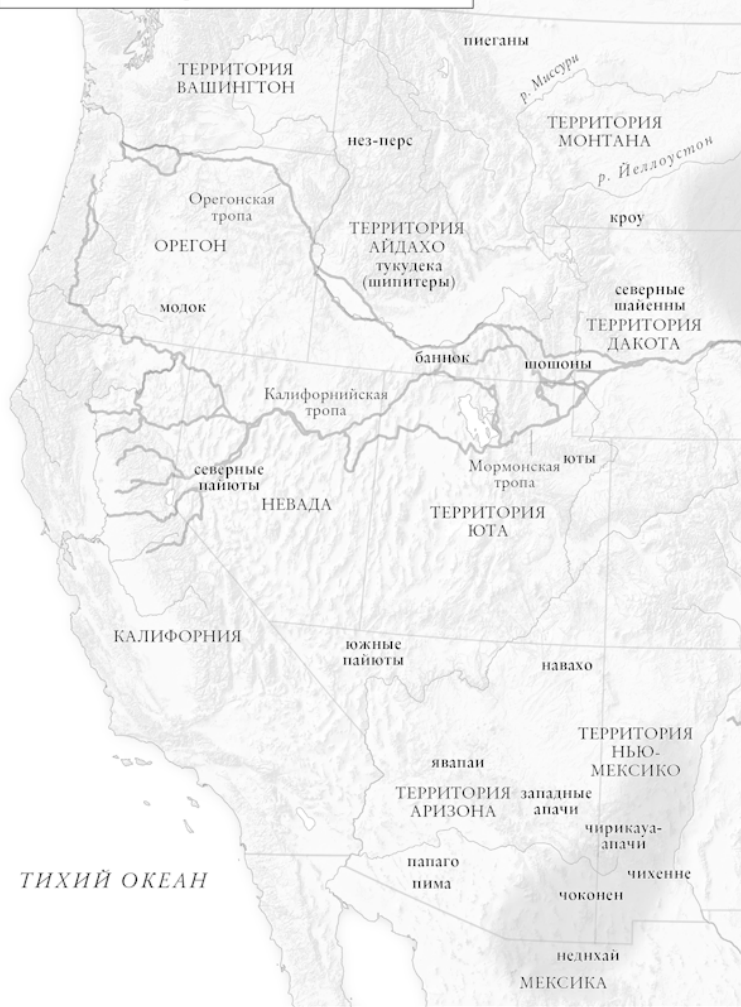 пиеганы
ТЕРРИТОРИЯ
ВАШИНГТОН
р. Миссури
ТЕРРИТОРИЯ
МОНТАНА
нез-перс
р. Йеллоустон
Орегонская
тропа
кроу
ОРЕГОН
ТЕРРИТОРИЯ
АЙДАХО
тукудека
(шипитеры)
северные
шайенны
ТЕРРИТОРИЯ
ДАКОТА
модок
баннок
шошоны
Калифорнийская
тропа
северные
пайюты
НЕВАДА
Мормонская
тропа
юты
ТЕРРИТОРИЯ
ЮТА
КАЛИФОРНИЯ
южные
пайюты
навахо
ТЕРРИТОРИЯ
НЬЮ-
МЕКСИКО
явапаи
ТЕРРИТОРИЯ
АРИЗОНА
западные
апачи
чирикауа-
апачи
ТИХИЙ ОКЕАН
папаго
пима
чихенне
чоконен
неднхай
МЕКСИКА